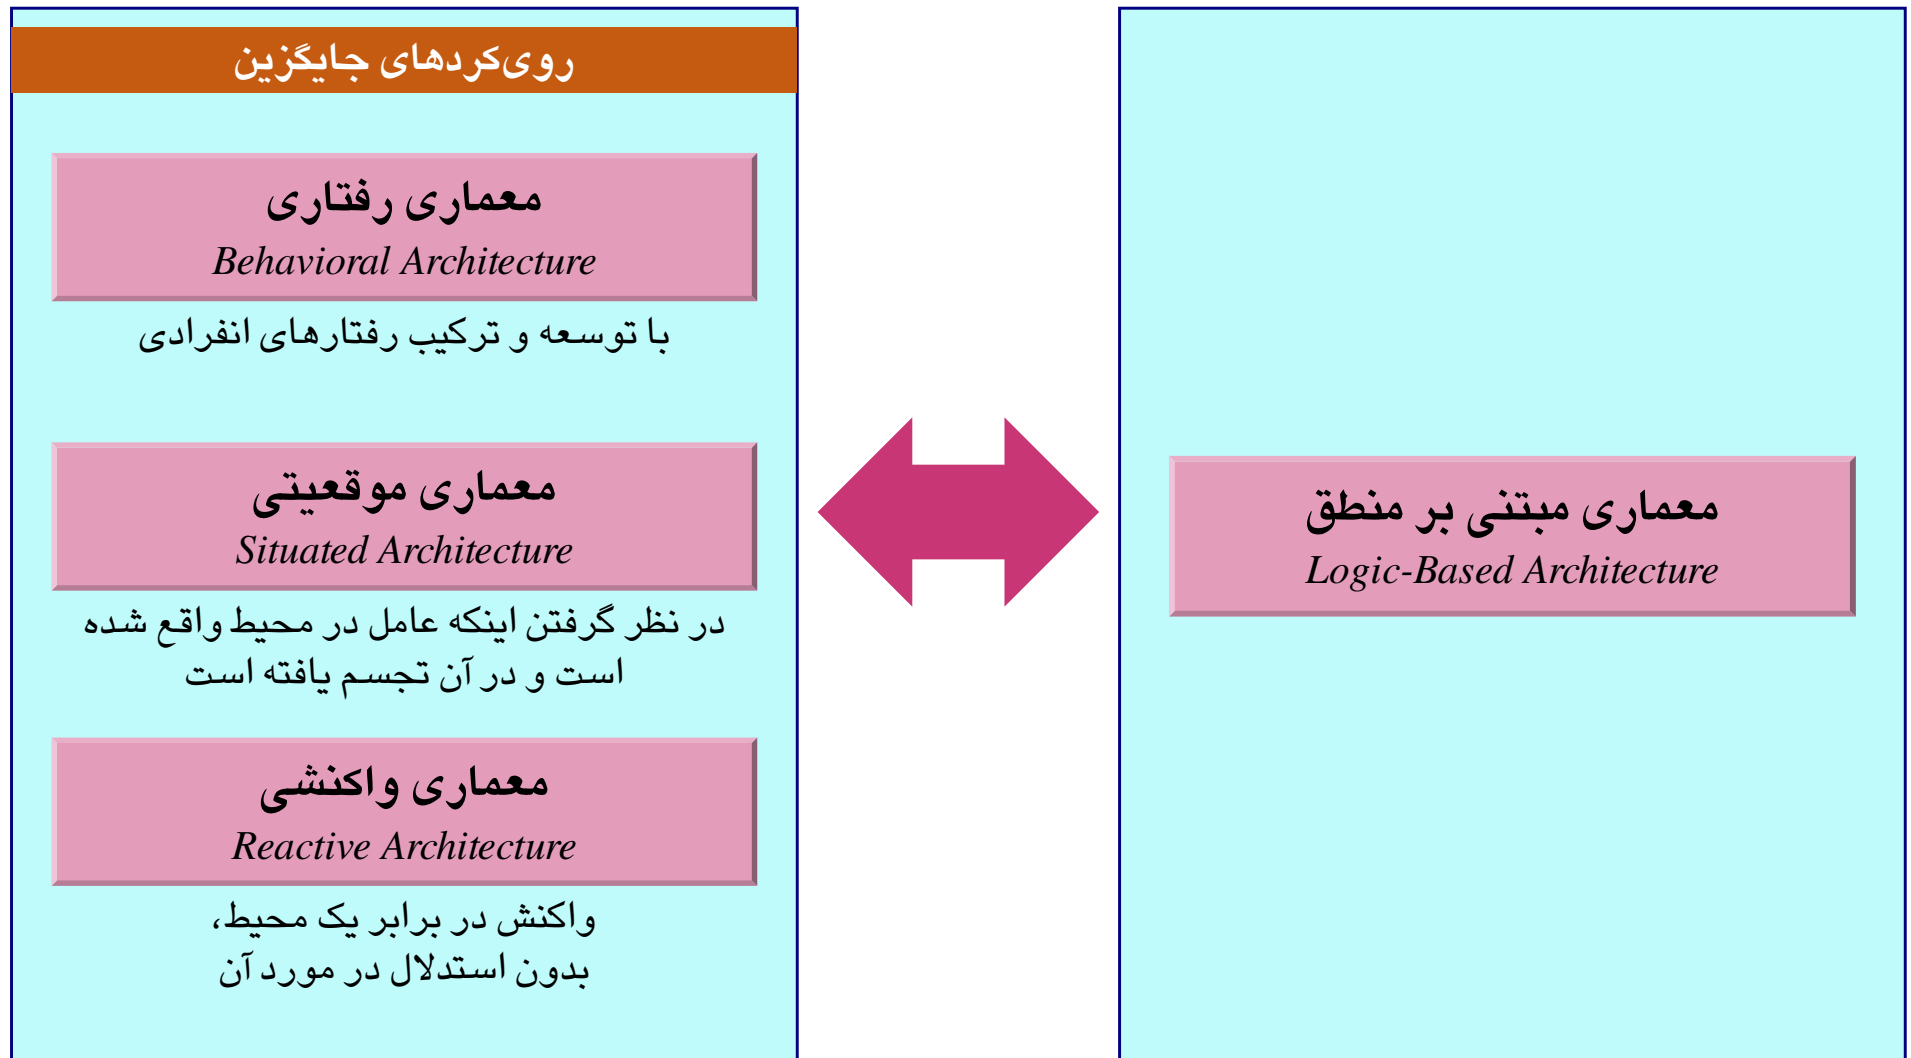 روی‌کردهای جایگزین
معماری رفتاری
Behavioral Architecture
با توسعه و ترکیب رفتارهای انفرادی
معماری موقعیتی
Situated Architecture
در نظر گرفتن اینکه عامل در محیط واقع شده
است و در آن تجسم یافته است
معماری واکنشی
Reactive Architecture
واکنش در برابر یک محیط،
بدون استدلال در مورد آن
معماری مبتنی بر منطق
Logic-Based Architecture